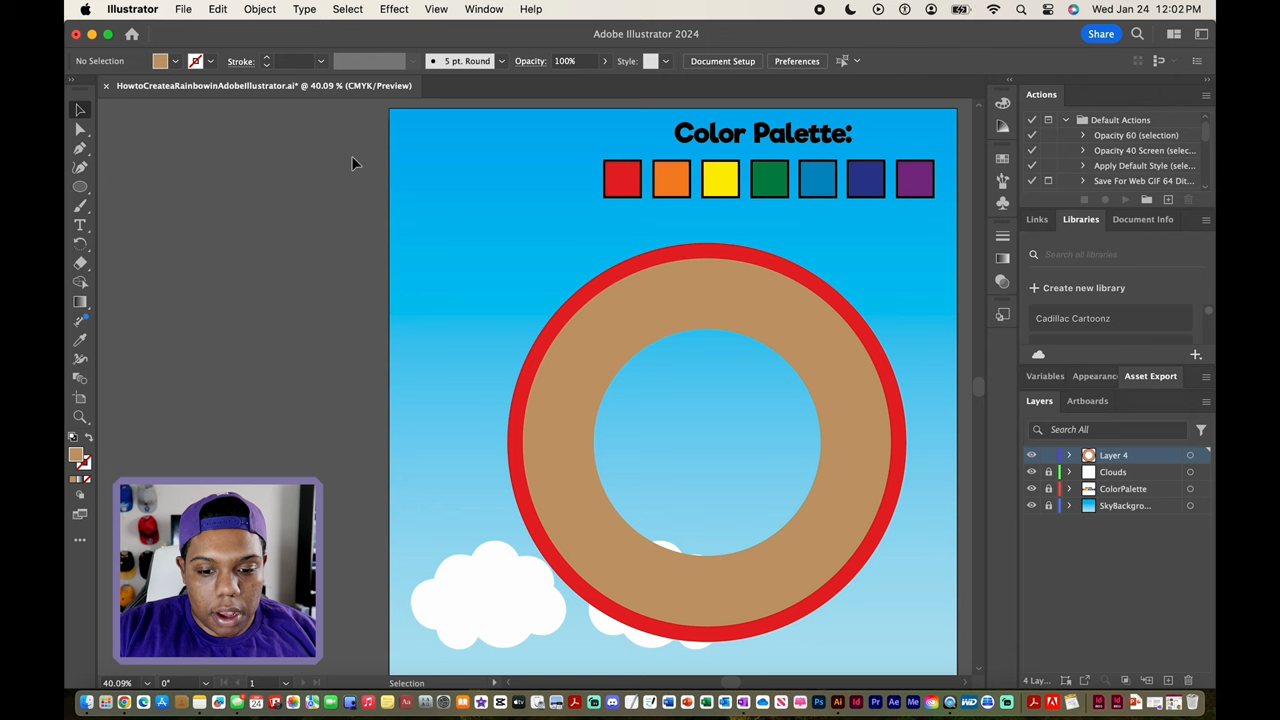 Illustrator File Edit Object Type Select Effect View Window Help
Wed Jan 24 12:02 PM
Adobe Illustrator 2024
Share
No Selection
Stroke:
5 pt. Round
Opacity: 100%
Style:
Document Setup
Preferences
× HowtoCreateaRainbowinAdobeIllustrator.ai* @ 40.09 % (CMYK/Preview)
Color Palette:
Actions
Default Actions
Opacity 60 (selection)
Opacity 40 Screen (selec...
Apply Default Style (sele...
Save For Web GIF 64 Dit...
Links Libraries Document Info
Search all libraries
+ Create new library
Cadillac Cartoonz
Variables Appearanc Asset Export
Layers Artboards
Search All
Layer 4
Clouds
ColorPalette
SkyBackgro...
40.09% 0° 1 Selection
4 Lay...